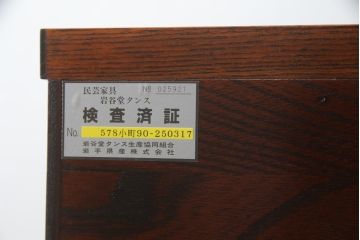 民芸家具 № 025921
岩谷堂タンス
検査済証
No. 578小町90-250317
岩谷堂タンス生産協同組合
岩手県産株式会社